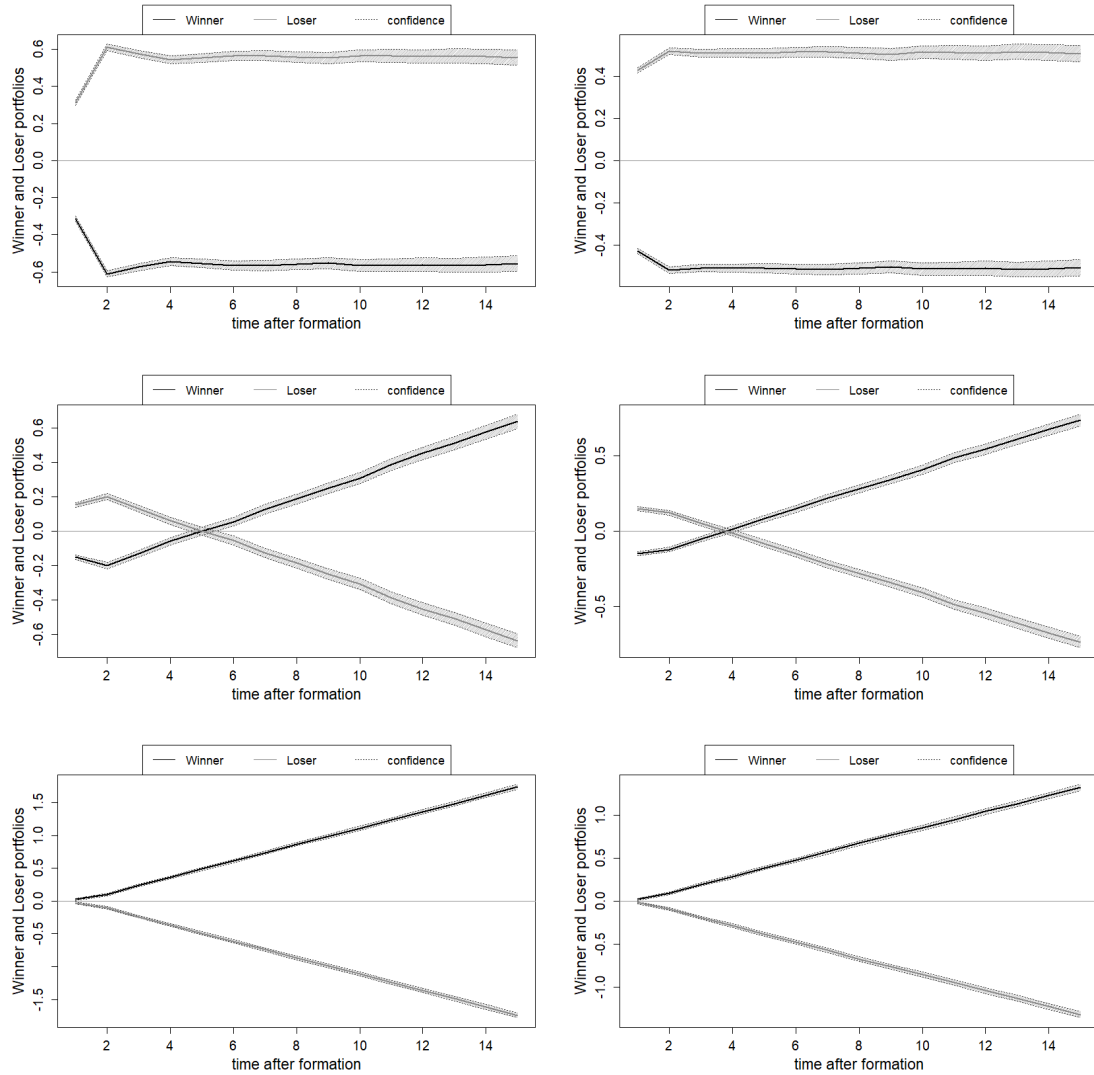 Winner Loser confidence
Winner and Loser portfolios
0.6
0.4
0.2
0.0
-0.2
-0.4
-0.6
2 4 6 8 10 12 14
time after formation
Winner Loser confidence
Winner and Loser portfolios
0.4
0.2
0.0
-0.2
-0.4
2 4 6 8 10 12 14
time after formation
Winner Loser confidence
Winner and Loser portfolios
0.6
0.4
0.2
0.0
-0.2
-0.4
-0.6
2 4 6 8 10 12 14
time after formation
Winner Loser confidence
Winner and Loser portfolios
0.5
0.0
-0.5
2 4 6 8 10 12 14
time after formation
Winner Loser confidence
Winner and Loser portfolios
1.5
1.0
0.5
0.0
-0.5
-1.5
2 4 6 8 10 12 14
time after formation
Winner Loser confidence
Winner and Loser portfolios
1.0
0.5
0.0
-0.5
-1.0
2 4 6 8 10 12 14
time after formation